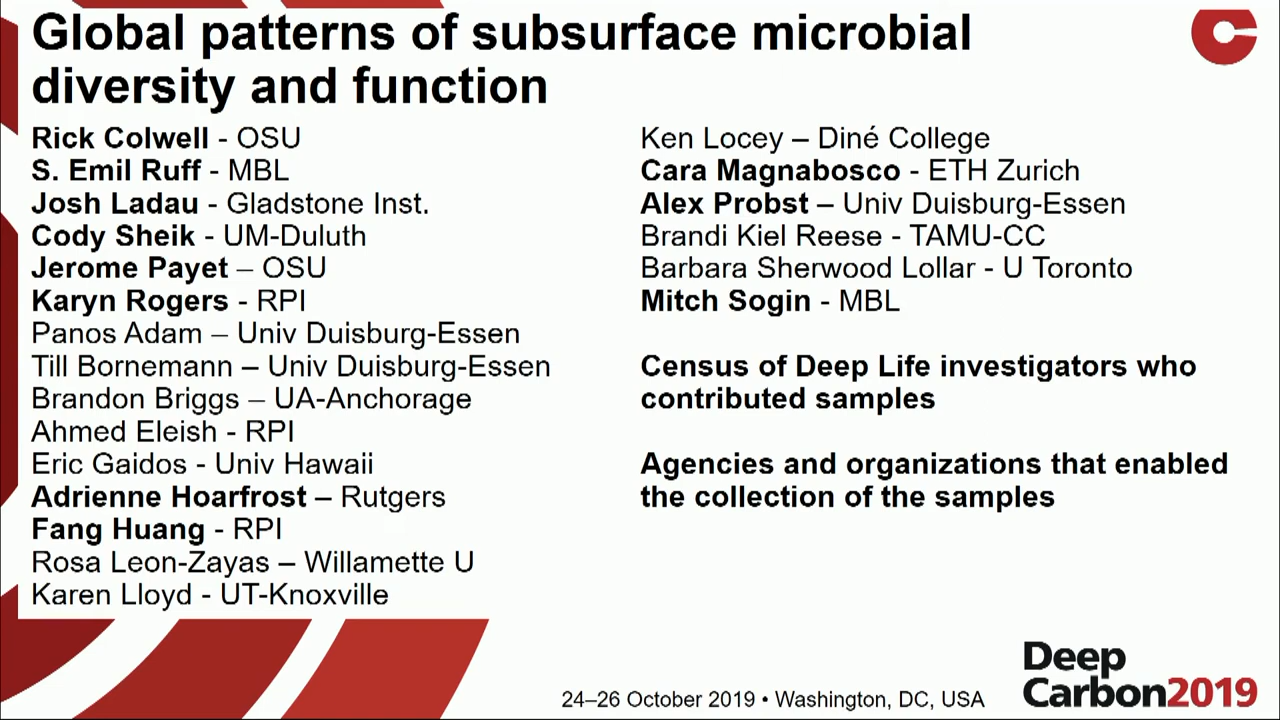 Global patterns of subsurface microbial
diversity and function
Rick Colwell - OSU
S. Emil Ruff - MBL
Josh Ladau - Gladstone Inst.
Cody Sheik - UM-Duluth
Jerome Payet – OSU
Karyn Rogers - RPI
Panos Adam – Univ Duisburg-Essen
Till Bornemann – Univ Duisburg-Essen
Brandon Briggs – UA-Anchorage
Ahmed Eleish - RPI
Eric Gaidos - Univ Hawaii
Adrienne Hoarfrost – Rutgers
Fang Huang - RPI
Rosa Leon-Zayas – Willamette U
Karen Lloyd - UT-Knoxville
Ken Locey – Diné College
Cara Magnabosco - ETH Zurich
Alex Probst – Univ Duisburg-Essen
Brandi Kiel Reese - TAMU-CC
Barbara Sherwood Lollar - U Toronto
Mitch Sogin - MBL
Census of Deep Life investigators who
contributed samples
Agencies and organizations that enabled
the collection of the samples
24–26 October 2019 • Washington, DC, USA
Deep
Carbon2019